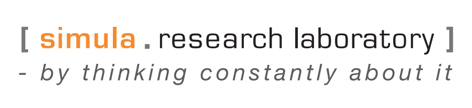 [ simula . research laboratory ]
- by thinking constantly about it